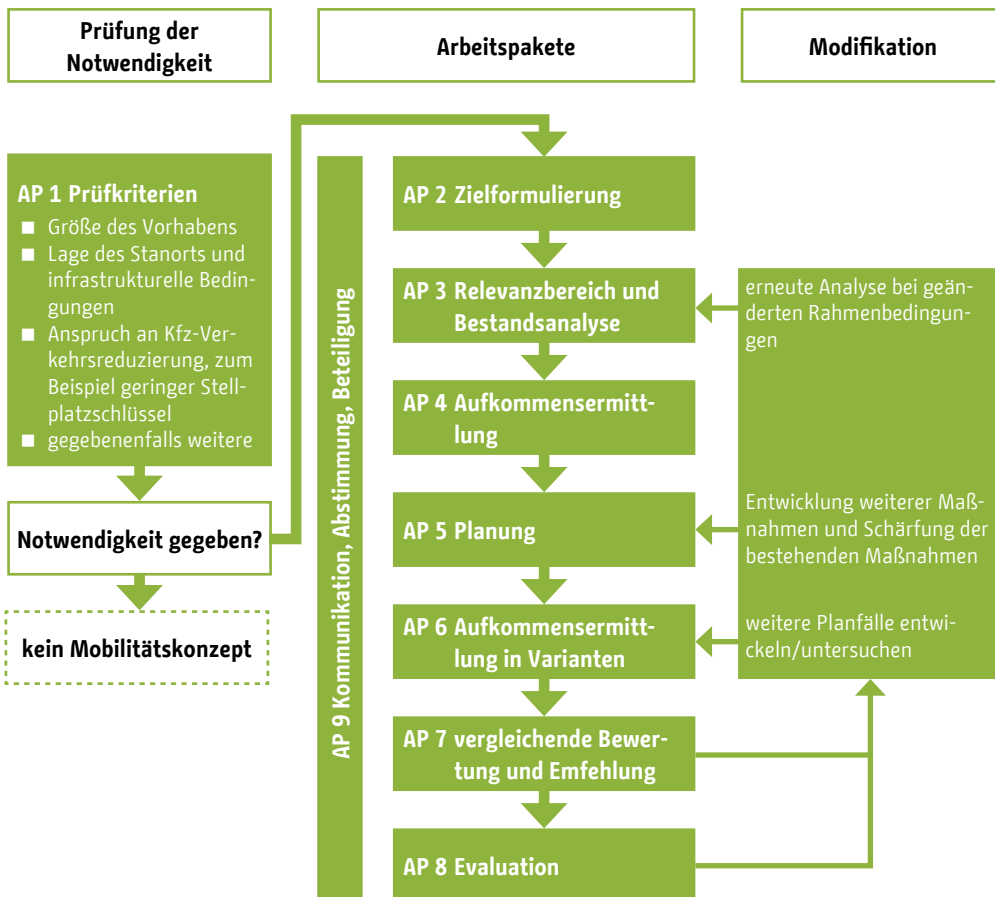 Prüfung der
Notwendigkeit
Arbeitspakete
Modifikation
AP 1 Prüfkriterien
Größe des Vorhabens
Lage des Stanorts und
infrastrukturelle Bedin-
gungen
Anspruch an Kfz-Ver-
kehrsreduzierung, zum
Beispiel geringer Stell-
platzschlüssel
gegebenenfalls weitere
Notwendigkeit gegeben?
kein Mobilitätskonzept
AP 9 Kommunikation, Abstimmung, Beteiligung
AP 2 Zielformulierung
AP 3 Relevanzbereich und
Bestandsanalyse
AP 4 Aufkommensermitt-
lung
AP 5 Planung
AP 6 Aufkommensermitt-
lung in Varianten
AP 7 vergleichende Bewer-
tung und Emfehlung
AP 8 Evaluation
erneute Analyse bei geän-
derten Rahmenbedingun-
gen
Entwicklung weiterer Maß-
nahmen und Schärfung der
bestehenden Maßnahmen
weitere Planfälle entwi-
ckeln/untersuchen